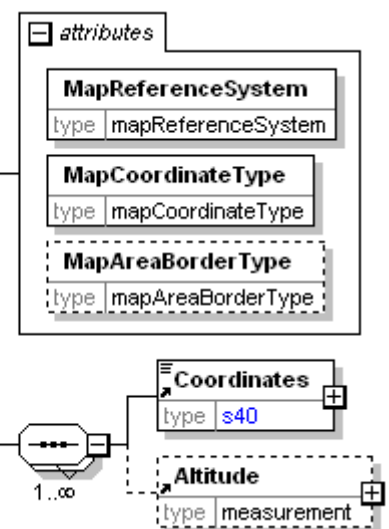 attributes
MapReferenceSystem
type mapReferenceSystem
MapCoordinateType
type mapCoordinateType
MapAreaBorderType
type mapAreaBorderType
Coordinates
type s40
1..∞
Altitude
type measurement